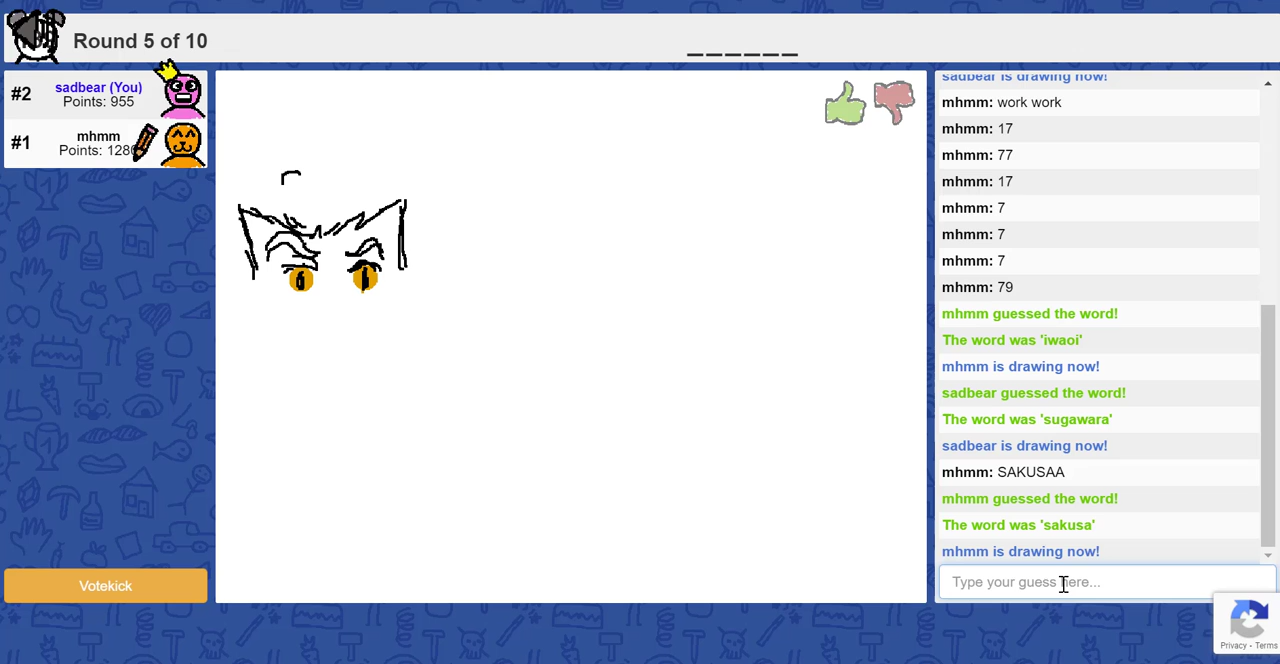 Round 5 of 10
______
#2
sadbear (You)
Points: 955
#1
mhmm
Points: 128
sadbear is drawing now!
mhmm: work work
mhmm: 17
mhmm: 77
mhmm: 17
mhmm: 7
mhmm: 7
mhmm: 7
mhmm: 79
mhmm guessed the word!
The word was 'iwaoi'
mhmm is drawing now!
sadbear guessed the word!
The word was 'sugawara'
sadbear is drawing now!
mhmm: SAKUSAA
mhmm guessed the word!
The word was 'sakusa'
mhmm is drawing now!
Type your guess here...
Votekick
Privacy - Terms